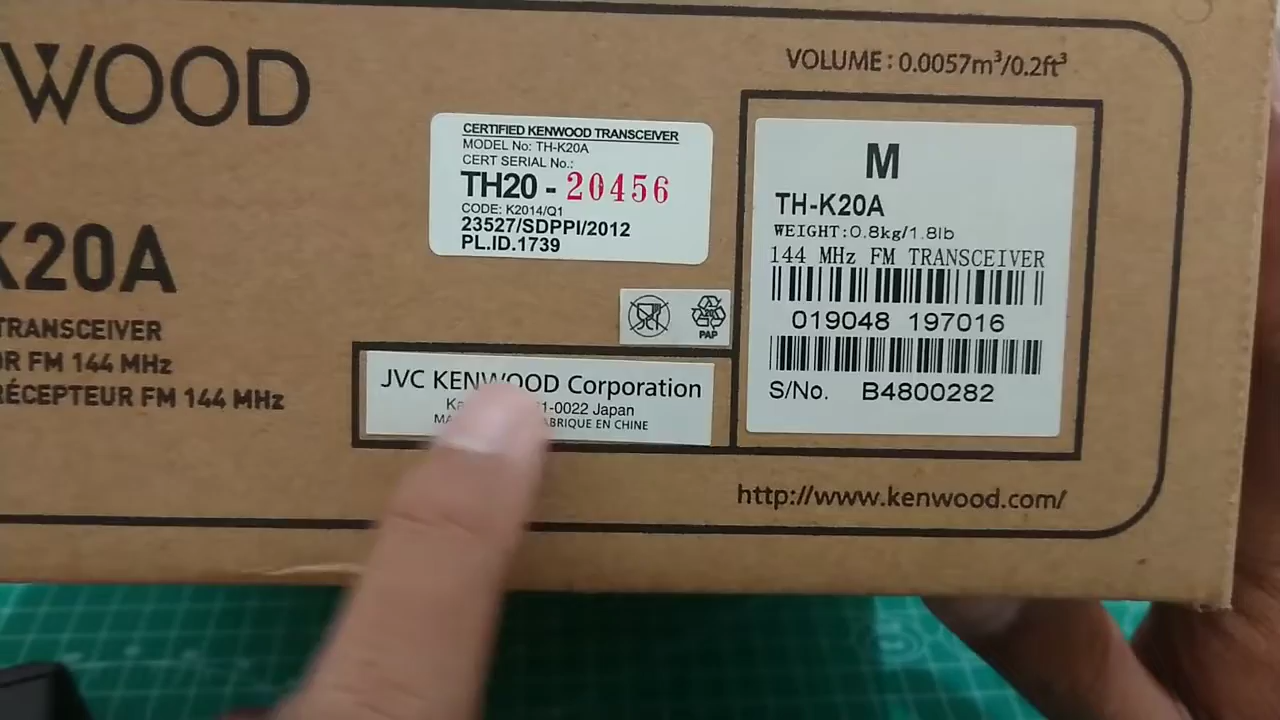 WOOD
K20A
TRANSCEIVER
OR FM 144 MHz
RÉCEPTEUR FM 144 MHz
CERTIFIED KENWOOD TRANSCEIVER
MODEL No: TH-K20A
CERT SERIAL No.:
TH20 - 20456
CODE: K2014/Q1
23527/SDPPI/2012
PL.ID.1739
20
PAP
JVC KENWOOD Corporation
1-0022 Japan
FABRIQUE EN CHINE
VOLUME : 0.0057m³/0.2ft³
M
TH-K20A
WEIGHT:0.8kg/1.8lb
144 MHz FM TRANSCEIVER
019048 197016
S/No. B4800282
http://www.kenwood.com/